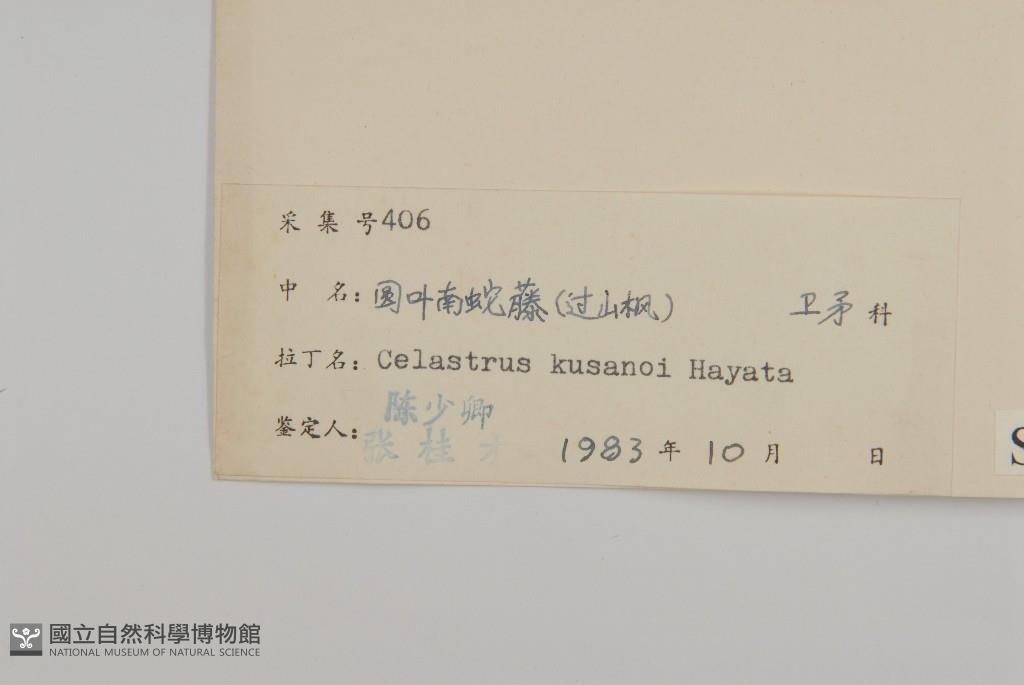 采集号406
中 名: 圆叶南蛇藤(过山枫) 卫矛科
拉丁名: Celastrus kusanoi Hayata
鉴定人: 陈少卿
张桂才 1983年10月 日
S
國立自然科學博物館
NATIONAL MUSEUM OF NATURAL SCIENCE